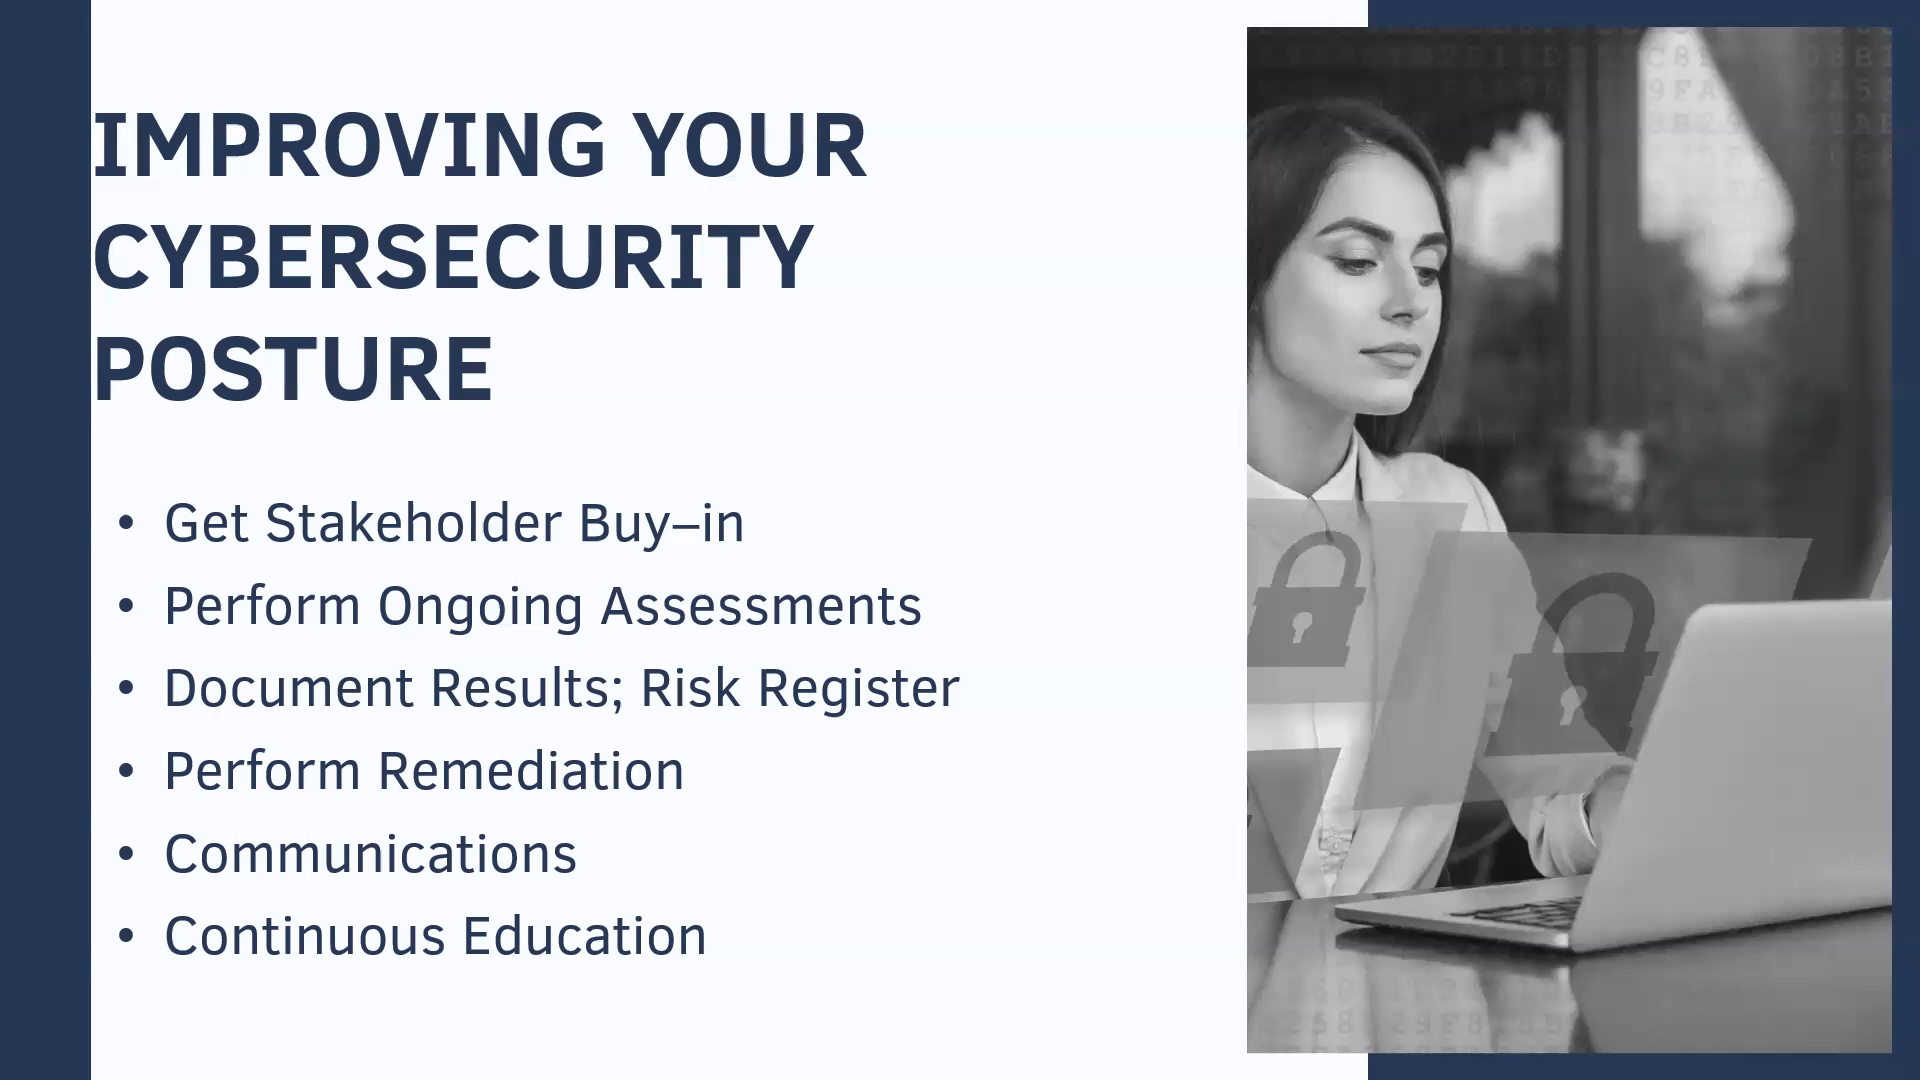 IMPROVING YOUR
CYBERSECURITY
POSTURE
• Get Stakeholder Buy–in
• Perform Ongoing Assessments
• Document Results; Risk Register
• Perform Remediation
• Communications
• Continuous Education